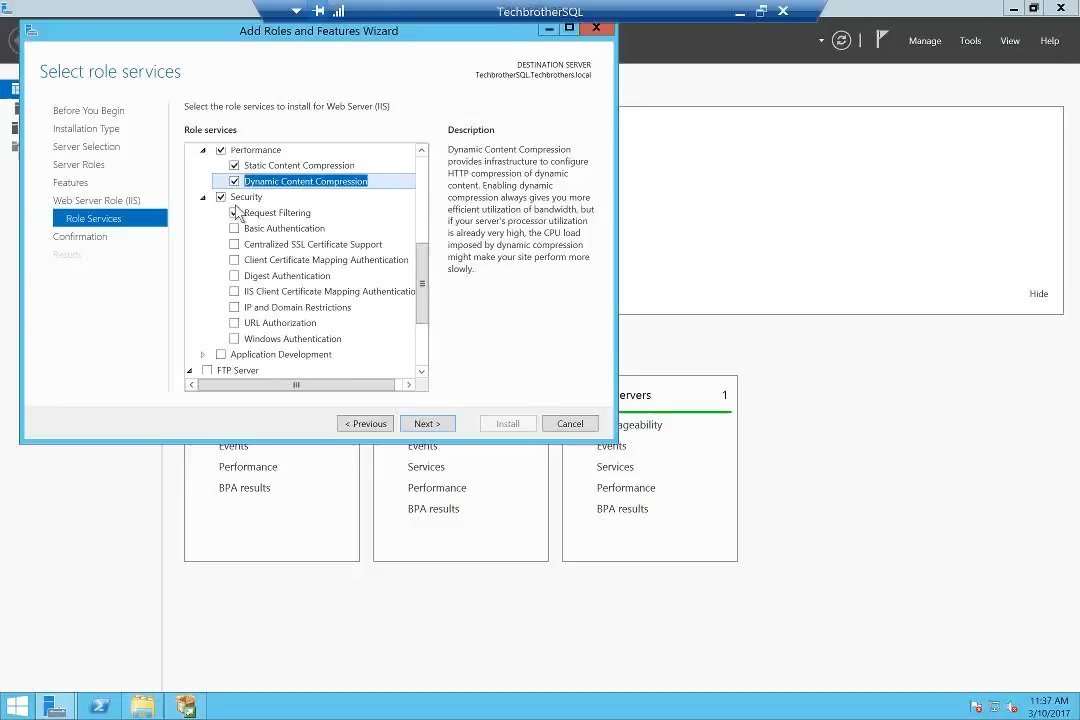 TechbrotherSQL
Add Roles and Features Wizard
Manage
Tools
View
Help
Select role services
DESTINATION SERVER
TechbrotherSQL.Techbrothers.local
Before You Begin
Installation Type
Server Selection
Server Roles
Features
Web Server Role (IIS)
Role Services
Confirmation
Results
Select the role services to install for Web Server (IIS)
Role services
Performance
Static Content Compression
Dynamic Content Compression
Security
Request Filtering
Basic Authentication
Centralized SSL Certificate Support
Client Certificate Mapping Authentication
Digest Authentication
IIS Client Certificate Mapping Authenticatio
IP and Domain Restrictions
URL Authorization
Windows Authentication
Application Development
FTP Server
Description
Dynamic Content Compression
provides infrastructure to configure
HTTP compression of dynamic
content. Enabling dynamic
compression always gives you more
efficient utilization of bandwidth, but
if your server's processor utilization
is already very high, the CPU load
imposed by dynamic compression
might make your site perform more
slowly.
Hide
< Previous
Next >
Install
Cancel
ervers 1
ageability
Events
Performance
BPA results
Events
Services
Performance
BPA results
Events
Services
Performance
BPA results
11:37 AM
3/10/2017